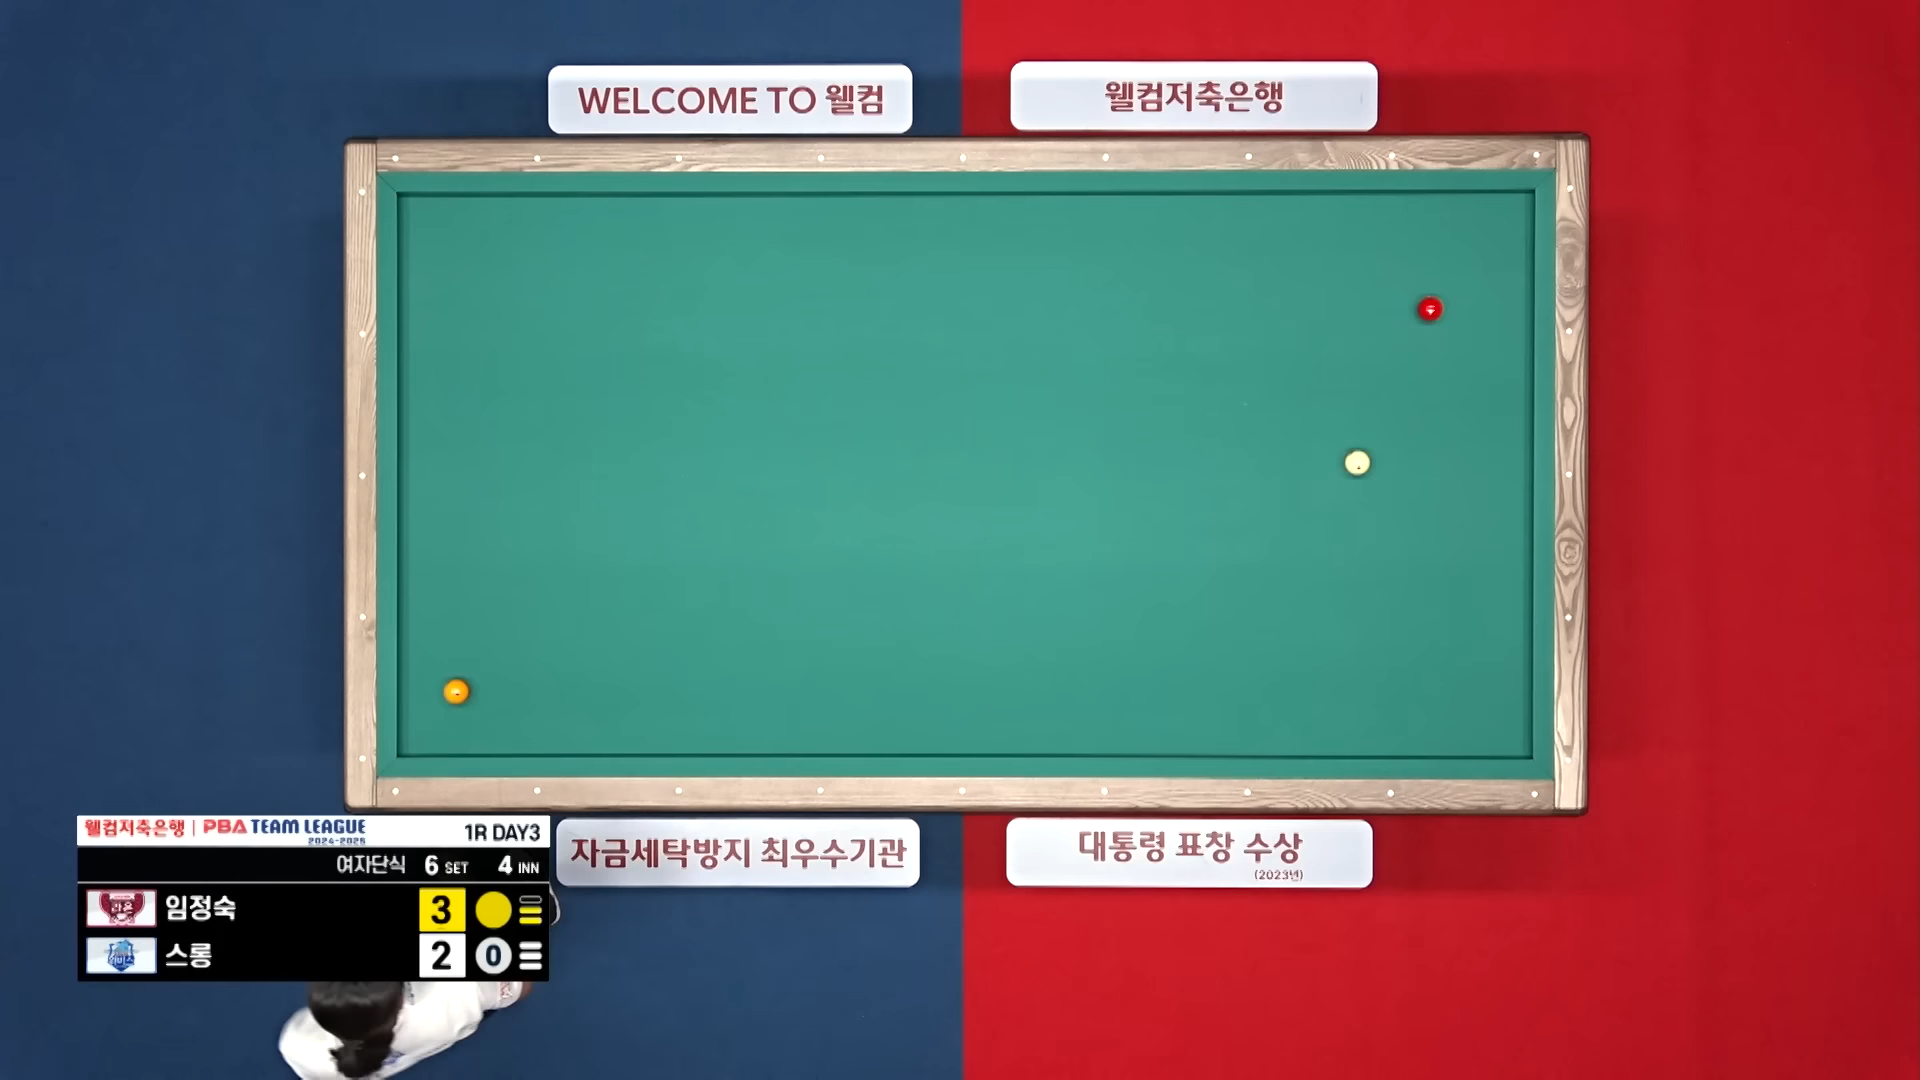 WELCOME TO 웰컴
웰컴저축은행
웰컴저축은행 | PBA TEAM LEAGUE
2024-2025
1R DAY3
자금세탁방지 최우수기관
대통령 표창 수상
(2023년)
여자단식 6 SET 4 INN
임정숙 3
스롱 2 0